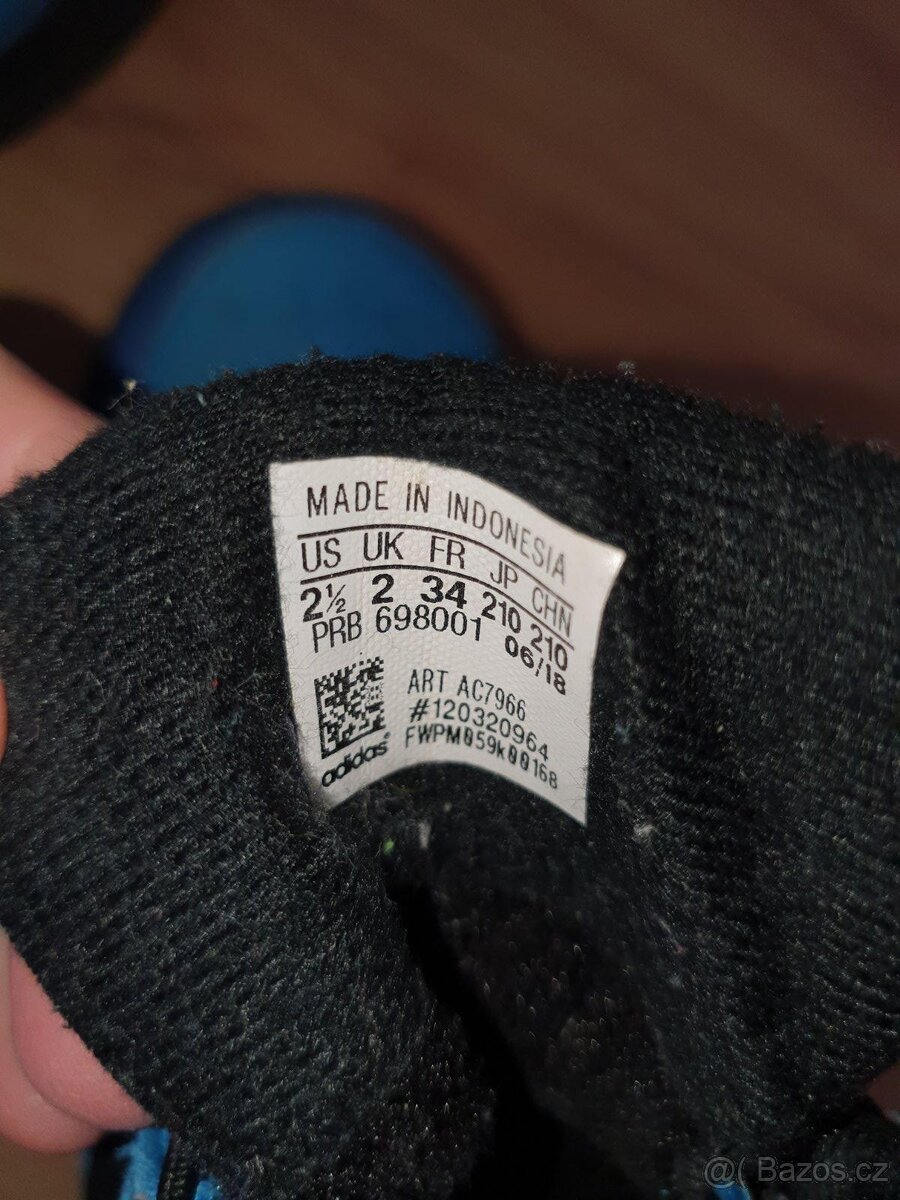 MADE IN INDONESIA
US UK FR JP CHN
2½ 2 34 210 210
PRB 698001 06/18
ART AC7966
#120320964
FWPM059k00168
adidas®
@( Bazos.cz